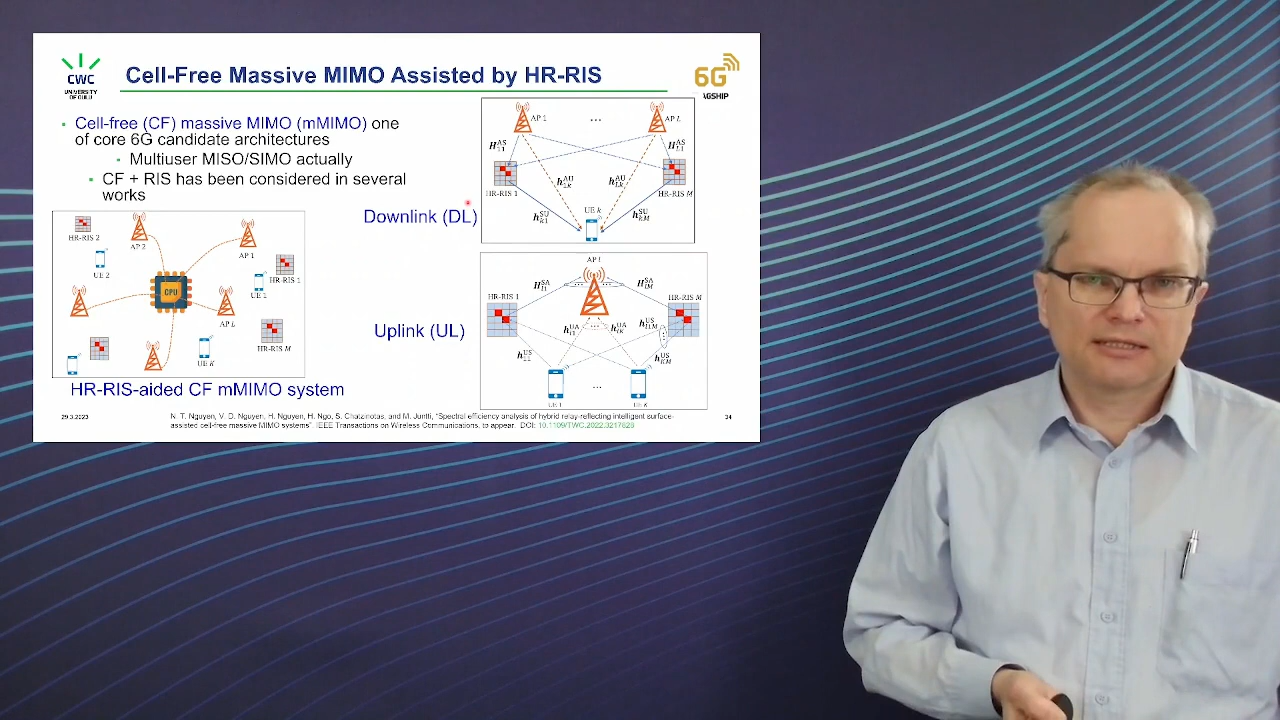 CWC
UNIVERSITY
OF OULU
Cell-Free Massive MIMO Assisted by HR-RIS
6G
AGSHIP
Cell-free (CF) massive MIMO (mMIMO) one
of core 6G candidate architectures
Multiuser MISO/SIMO actually
CF + RIS has been considered in several
works
HR-RIS 2
AP 2
AP 1
UE 2
HR-RIS 1
UE 1
CPU
AP L
HR-RIS M
UE K
HR-RIS-aided CF mMIMO system
Downlink (DL)
AP 1
...
AP L
HR-RIS 1
HR-RIS M
UE k
Uplink (UL)
AP l
HR-RIS 1
HR-RIS M
...
UE 1
...
UE K
29.3.2023
N. T. Nguyen, V. D. Nguyen, H. Nguyen, H. Ngo, S. Chatzinotas, and M. Juntti, "Spectral efficiency analysis of hybrid relay-reflecting intelligent surface-
assisted cell-free massive MIMO systems". IEEE Transactions on Wireless Communications, to appear. DOI: 10.1109/TWC.2022.3217828
34